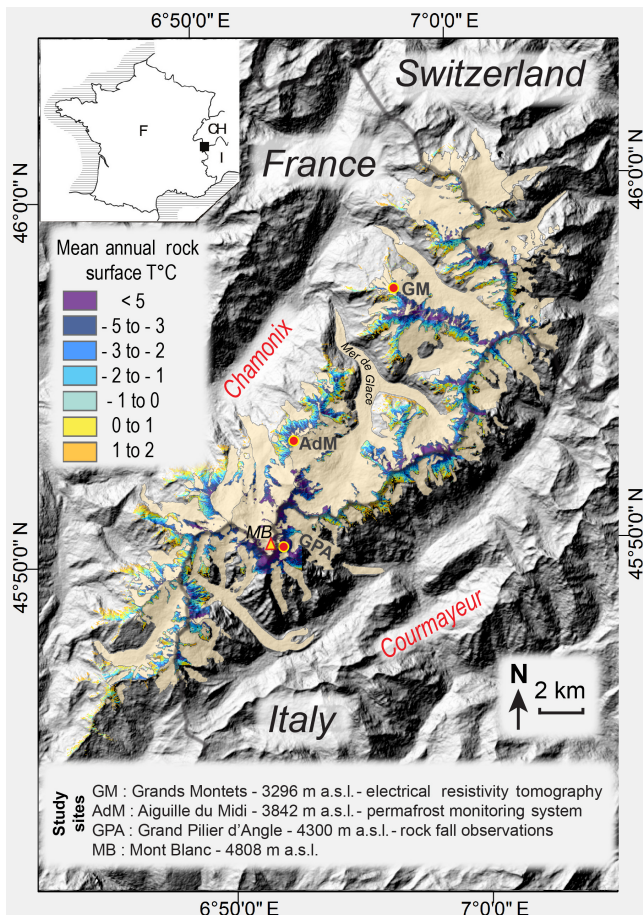 6°50'0" E
7°0'0" E
Switzerland
F
CH
I
France
46°0'0" N
46°0'0" N
Mean annual rock
surface T°C
< 5
- 5 to - 3
- 3 to - 2
- 2 to - 1
- 1 to 0
0 to 1
1 to 2
GM
Chamonix
Mer de Glace
AdM
MB
GPA
45°50'0" N
45°50'0" N
Courmayeur
N
2 km
Italy
Study
sites
GM : Grands Montets - 3296 m a.s.l.- electrical resistivity tomography
AdM : Aiguille du Midi - 3842 m a.s.l.- permafrost monitoring system
GPA : Grand Pilier d'Angle - 4300 m a.s.l.- rock fall observations
MB : Mont Blanc - 4808 m a.s.l.
6°50'0" E
7°0'0" E